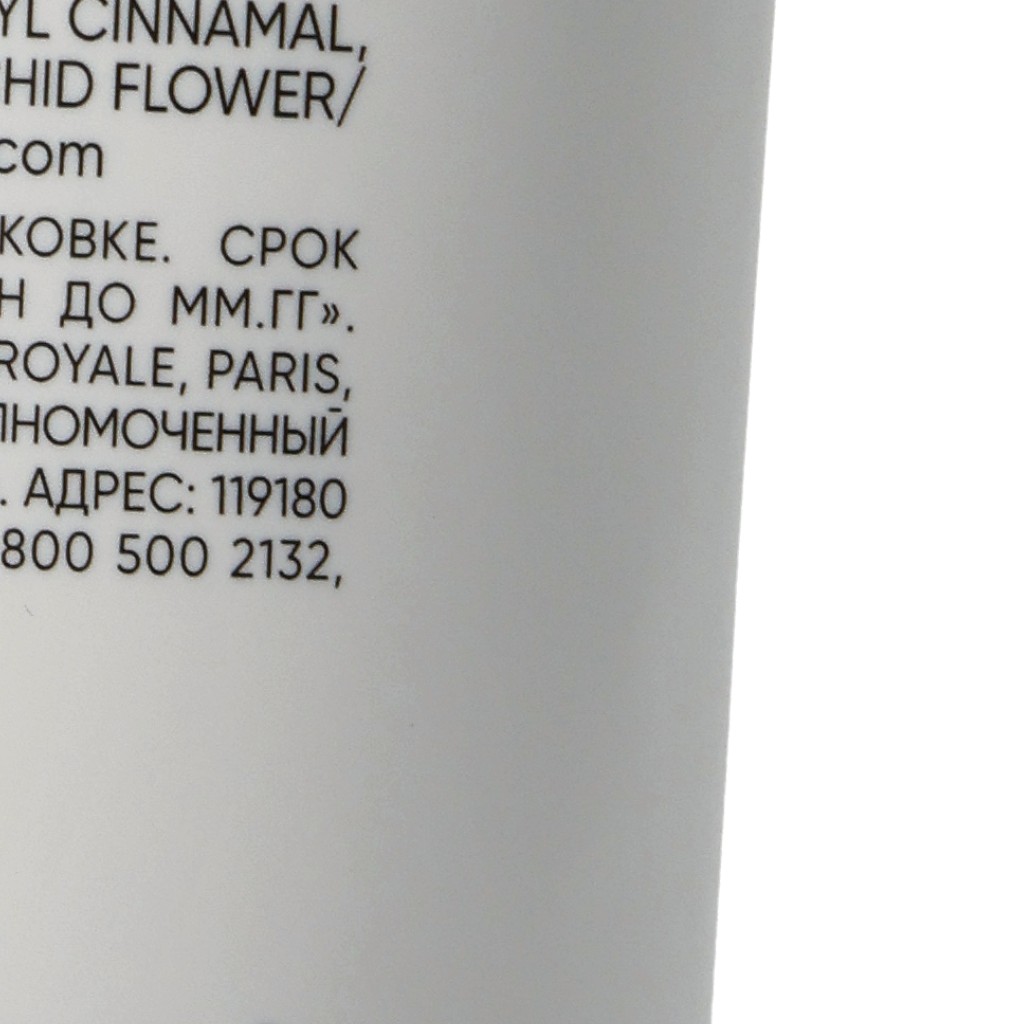 YL CINNAMAL,
HID FLOWER/
com
КОВКЕ. СРОК
Н ДО ММ.ГГ».
ROYALE, PARIS,
ЛНОМОЧЕННЫЙ
. АДРЕС: 119180
800 500 2132,